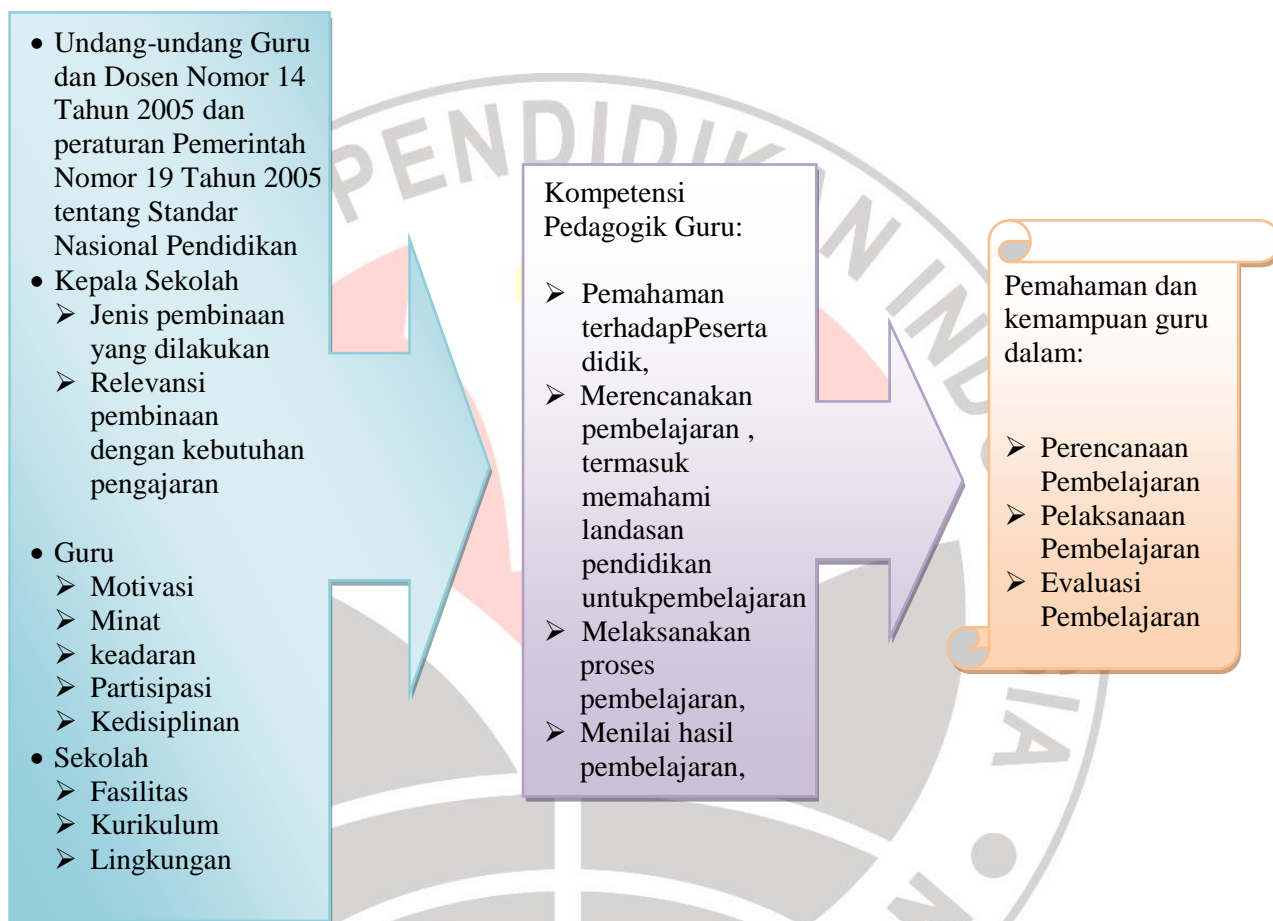 • Undang-undang Guru
dan Dosen Nomor 14
Tahun 2005 dan
peraturan Pemerintah
Nomor 19 Tahun 2005
tentang Standar
Nasional Pendidikan
• Kepala Sekolah
➢ Jenis pembinaan
yang dilakukan
➢ Relevansi
pembinaan
dengan kebutuhan
pengajaran
• Guru
➢ Motivasi
➢ Minat
➢ keadaran
➢ Partisipasi
➢ Kedisiplinan
• Sekolah
➢ Fasilitas
➢ Kurikulum
➢ Lingkungan
Kompetensi
Pedagogik Guru:
➢ Pemahaman
terhadapPeserta
didik,
➢ Merencanakan
pembelajaran ,
termasuk
memahami
landasan
pendidikan
untukpembelajaran
➢ Melaksanakan
proses
pembelajaran,
➢ Menilai hasil
pembelajaran,
Pemahaman dan
kemampuan guru
dalam:
➢ Perencanaan
Pembelajaran
➢ Pelaksanaan
Pembelajaran
➢ Evaluasi
Pembelajaran
PENDIDIKAN